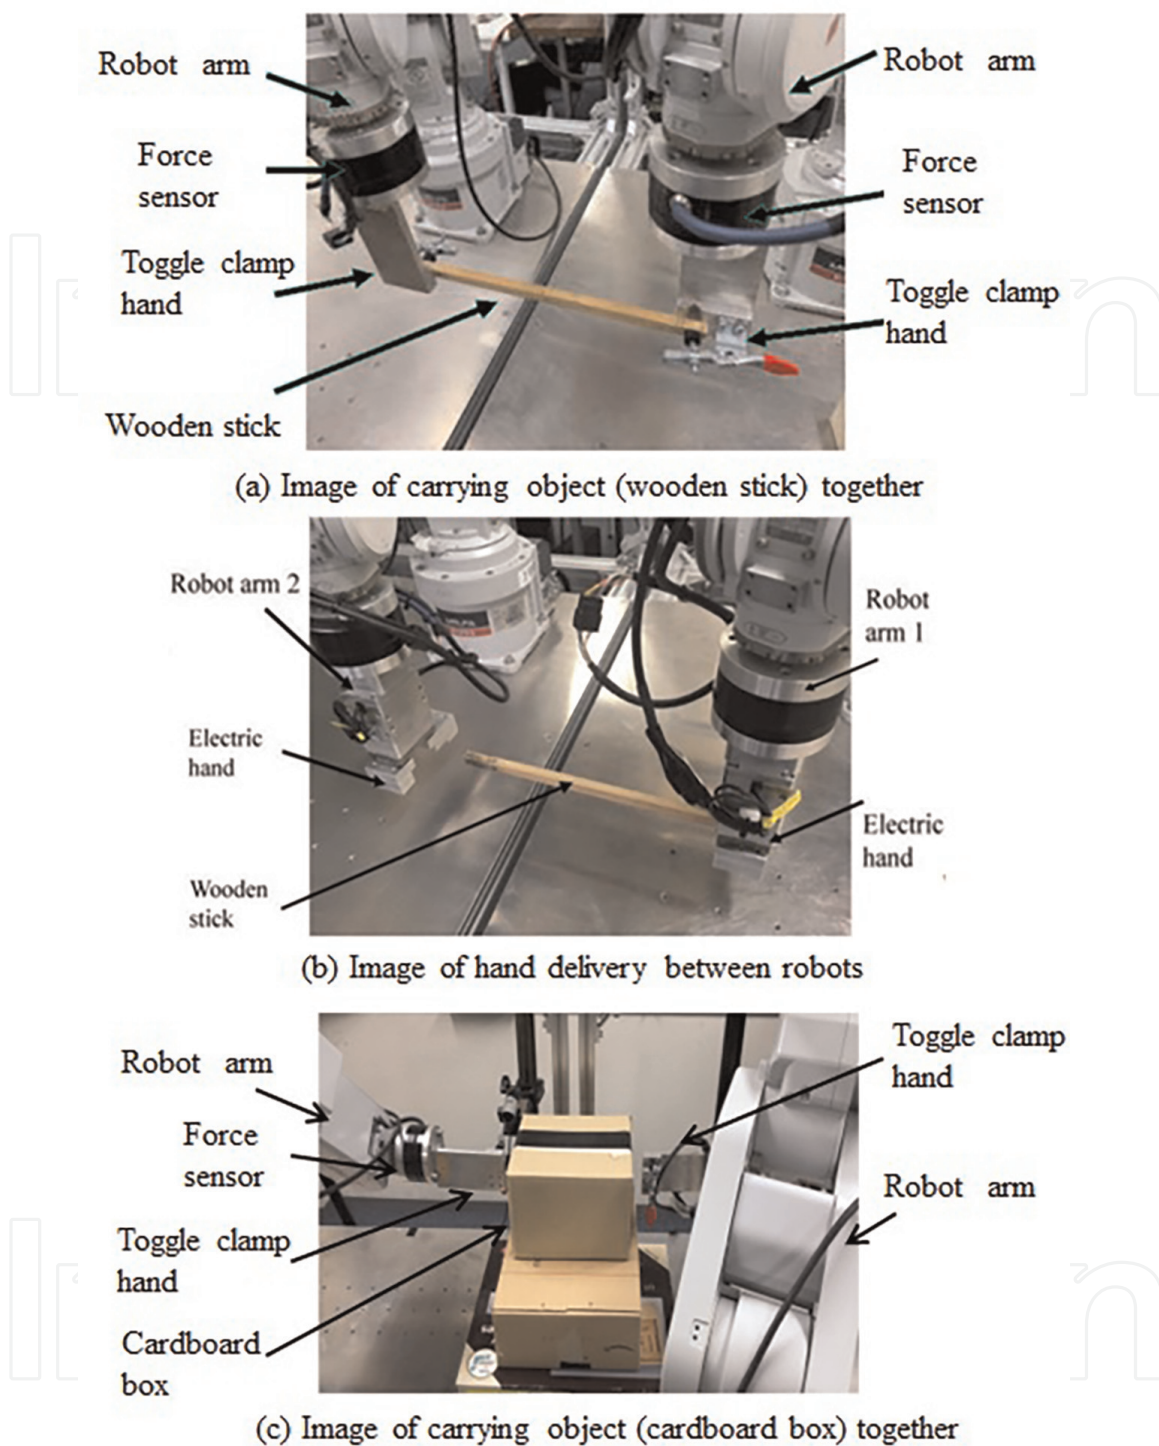 Robot arm
Robot arm
Force
sensor
Force
sensor
Toggle clamp
hand
Toggle clamp
hand
Wooden stick
(a) Image of carrying object (wooden stick) together
Robot arm 2
Robot
arm 1
Electric
hand
Electric
hand
Wooden
stick
(b) Image of hand delivery between robots
Toggle clamp
hand
Robot arm
Force
sensor
Robot arm
Toggle clamp
hand
Cardboard
box
(c) Image of carrying object (cardboard box) together